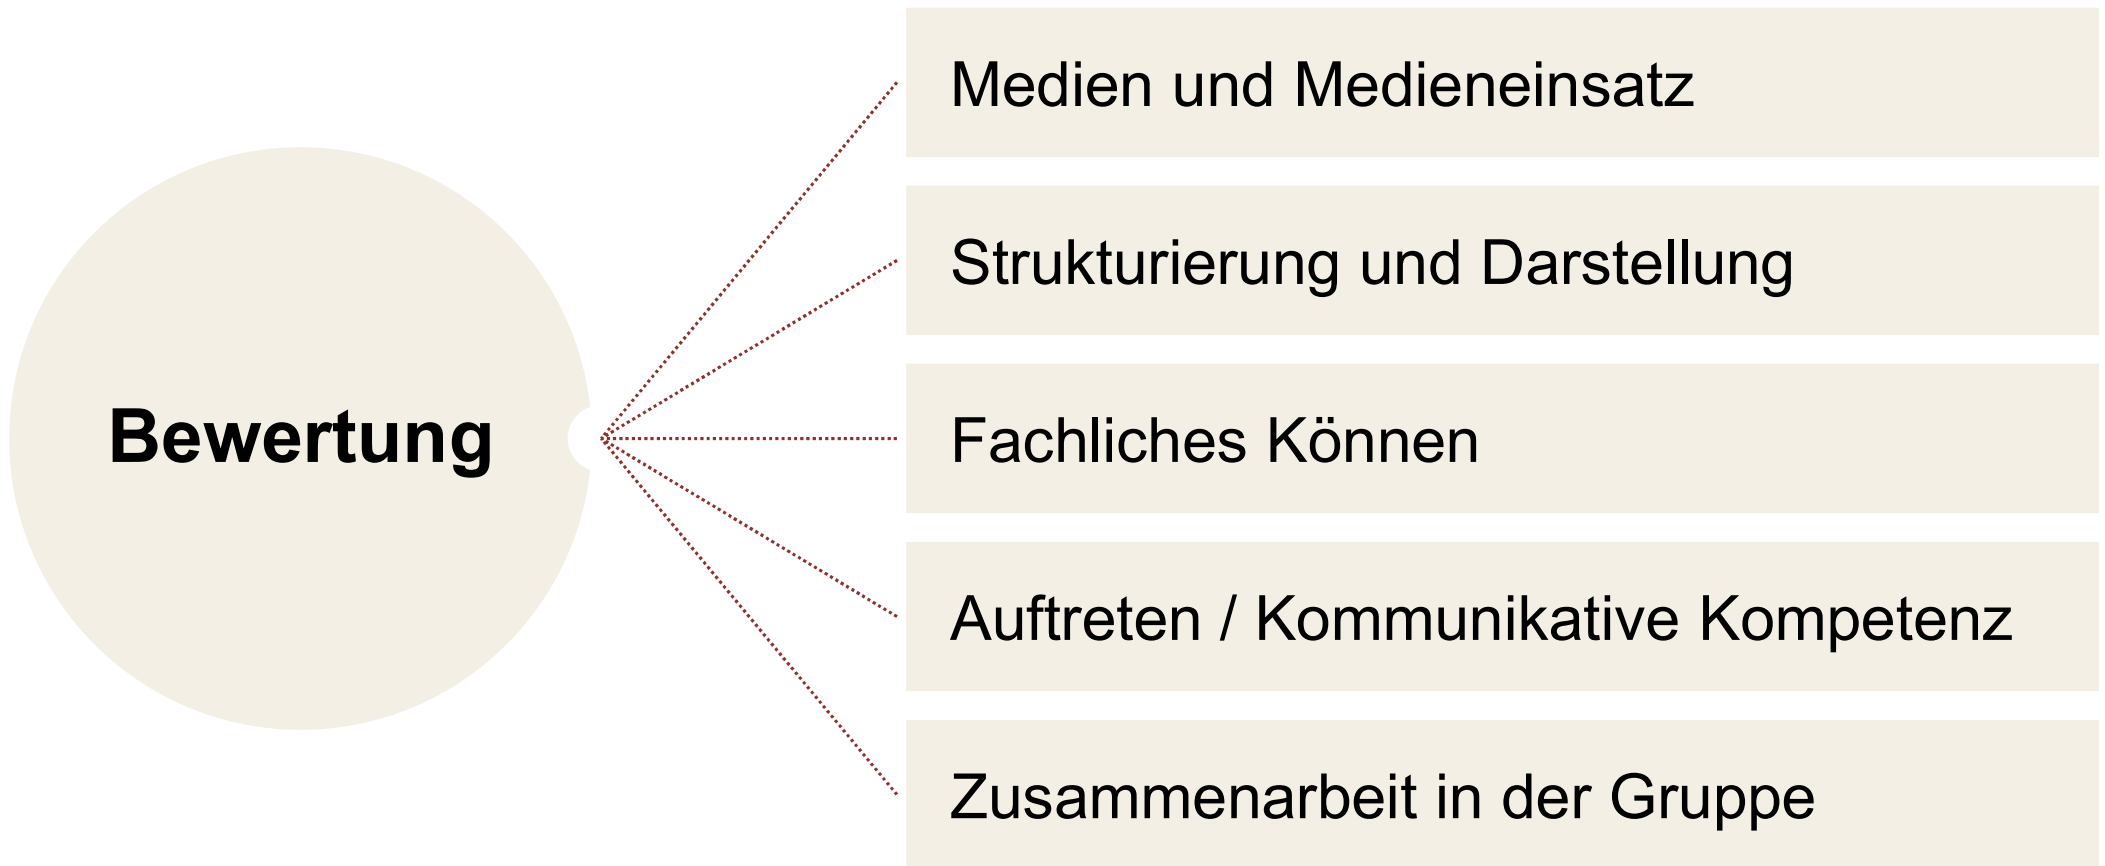 Bewertung
Medien und Medieneinsatz
Strukturierung und Darstellung
Fachliches Können
Auftreten / Kommunikative Kompetenz
Zusammenarbeit in der Gruppe